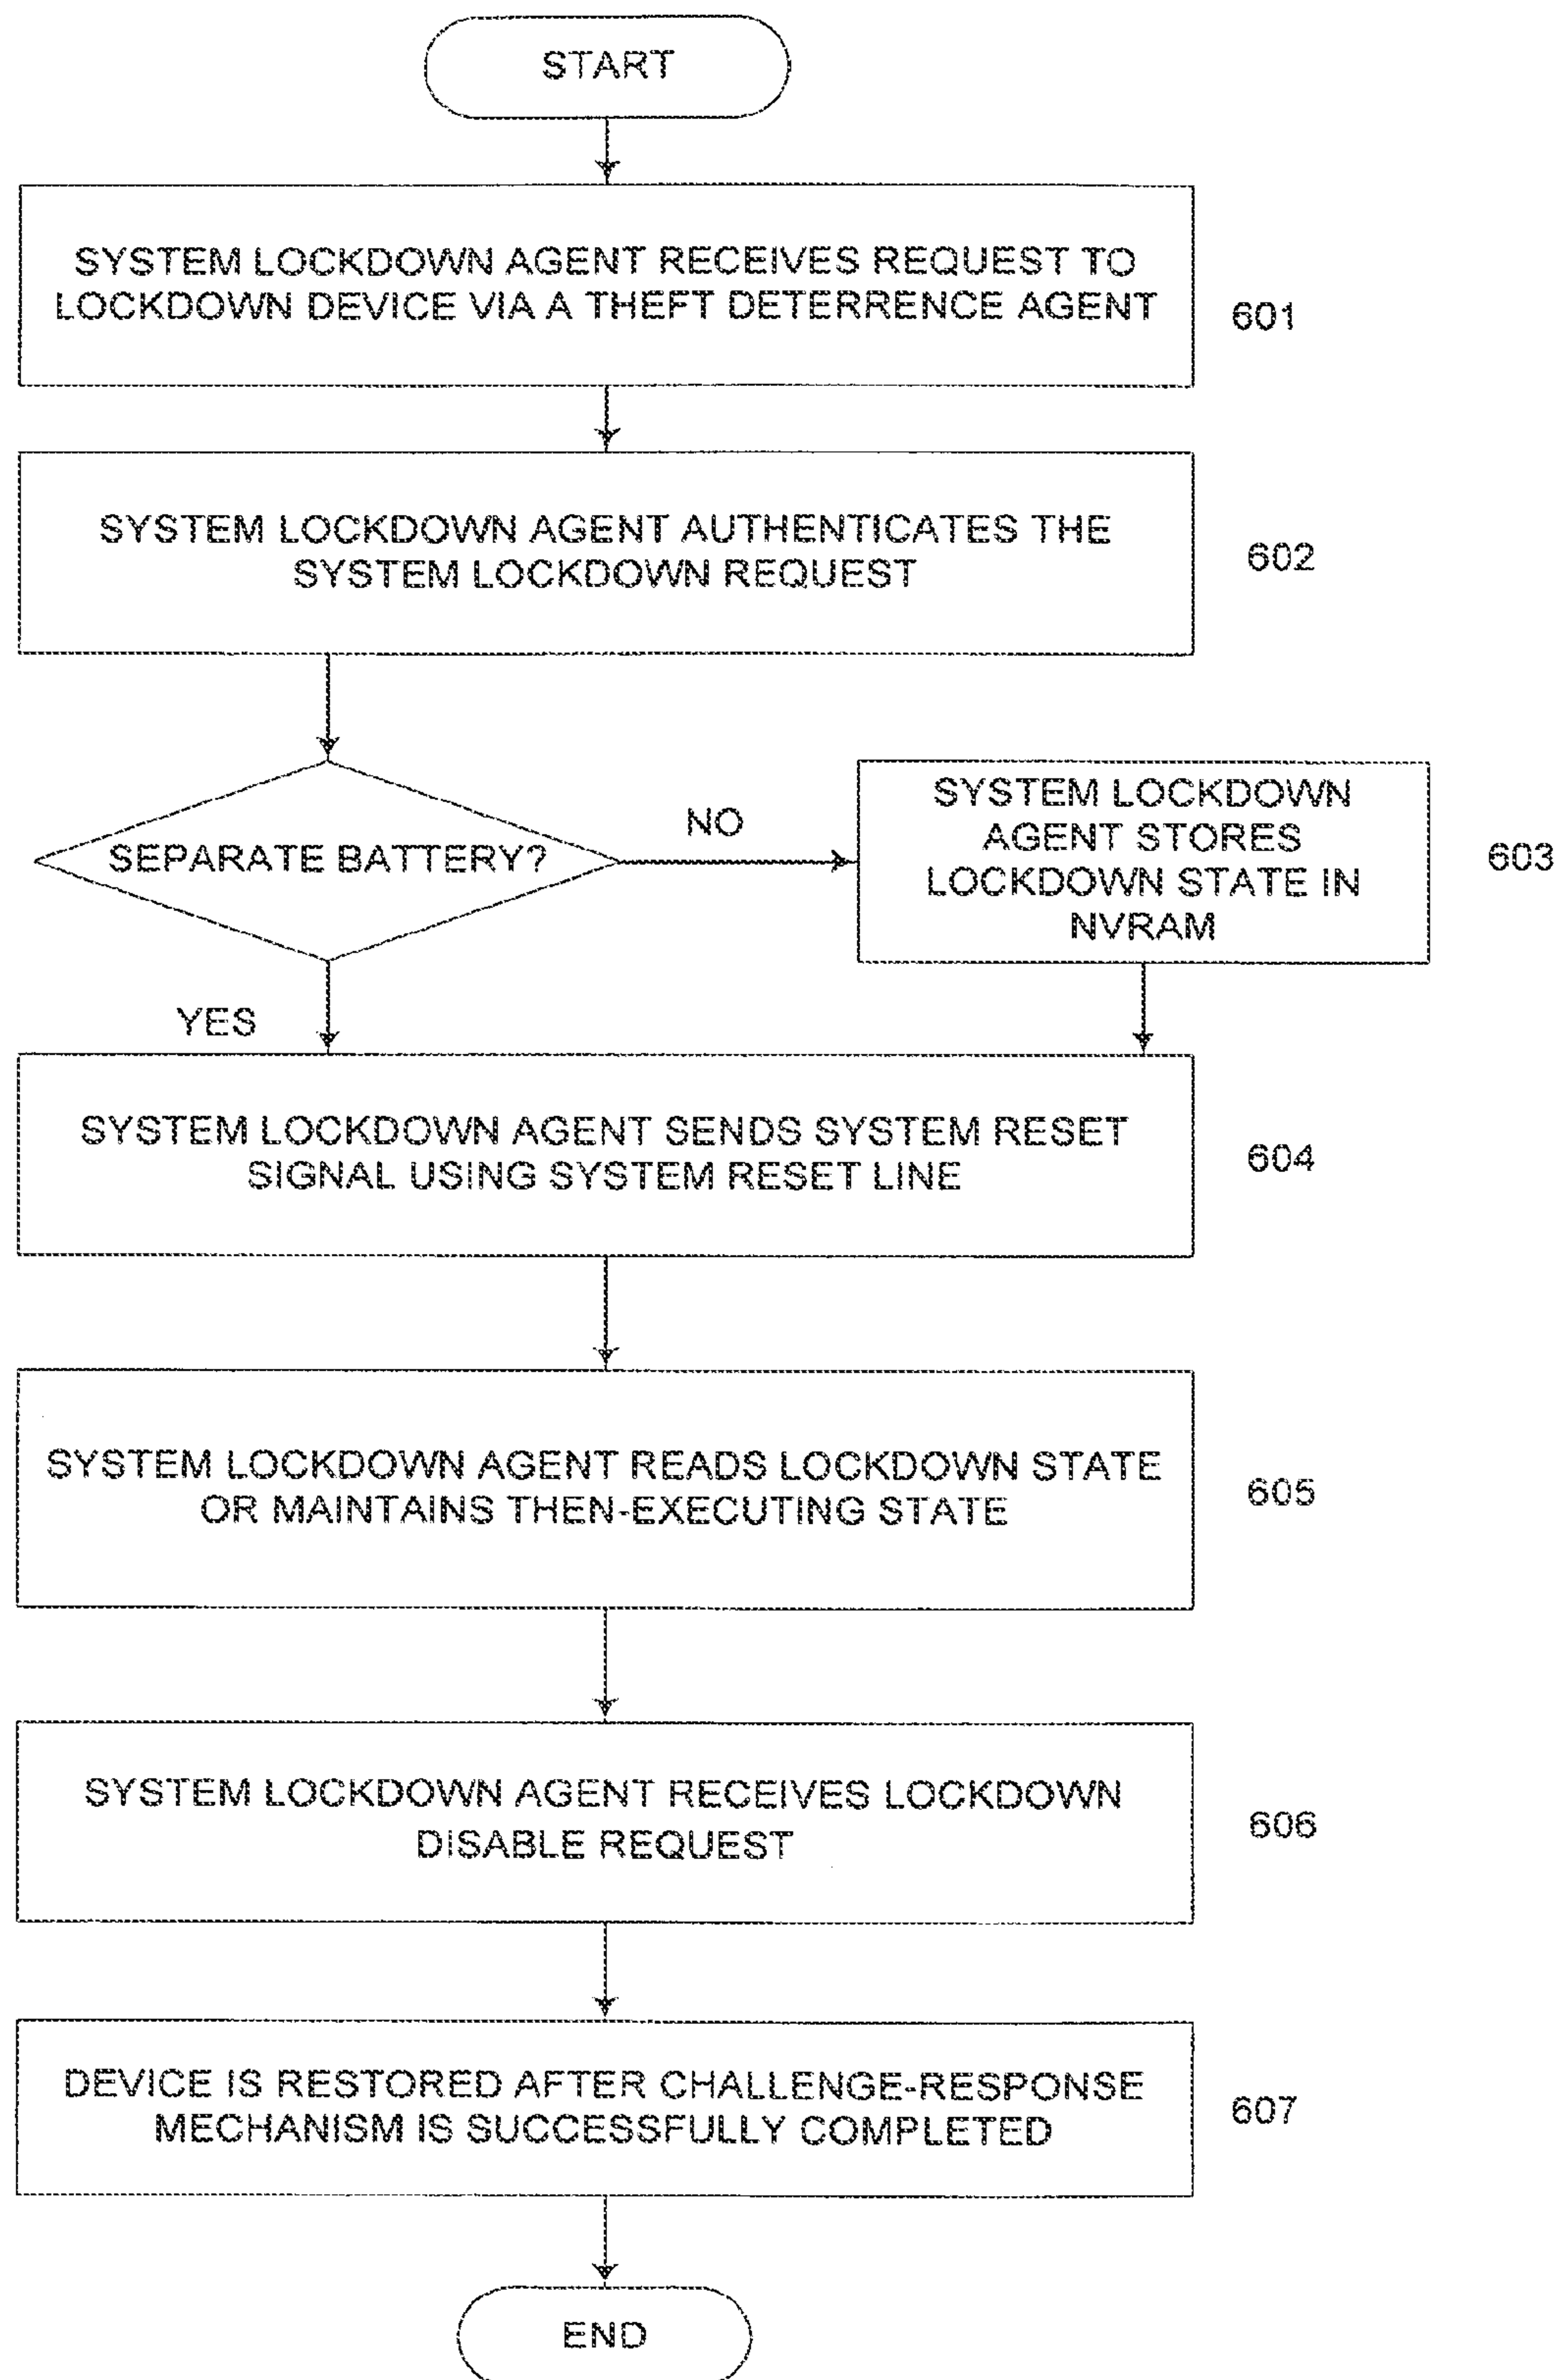 START
SYSTEM LOCKDOWN AGENT RECEIVES REQUEST TO
LOCKDOWN DEVICE VIA A THEFT DETERRENCE AGENT
601
SYSTEM LOCKDOWN AGENT AUTHENTICATES THE
SYSTEM LOCKDOWN REQUEST
602
SEPARATE BATTERY?
NO
SYSTEM LOCKDOWN
AGENT STORES
LOCKDOWN STATE IN
NVRAM
603
YES
SYSTEM LOCKDOWN AGENT SENDS SYSTEM RESET
SIGNAL USING SYSTEM RESET LINE
604
SYSTEM LOCKDOWN AGENT READS LOCKDOWN STATE
OR MAINTAINS THEN-EXECUTING STATE
605
SYSTEM LOCKDOWN AGENT RECEIVES LOCKDOWN
DISABLE REQUEST
606
DEVICE IS RESTORED AFTER CHALLENGE-RESPONSE
MECHANISM IS SUCCESSFULLY COMPLETED
607
END